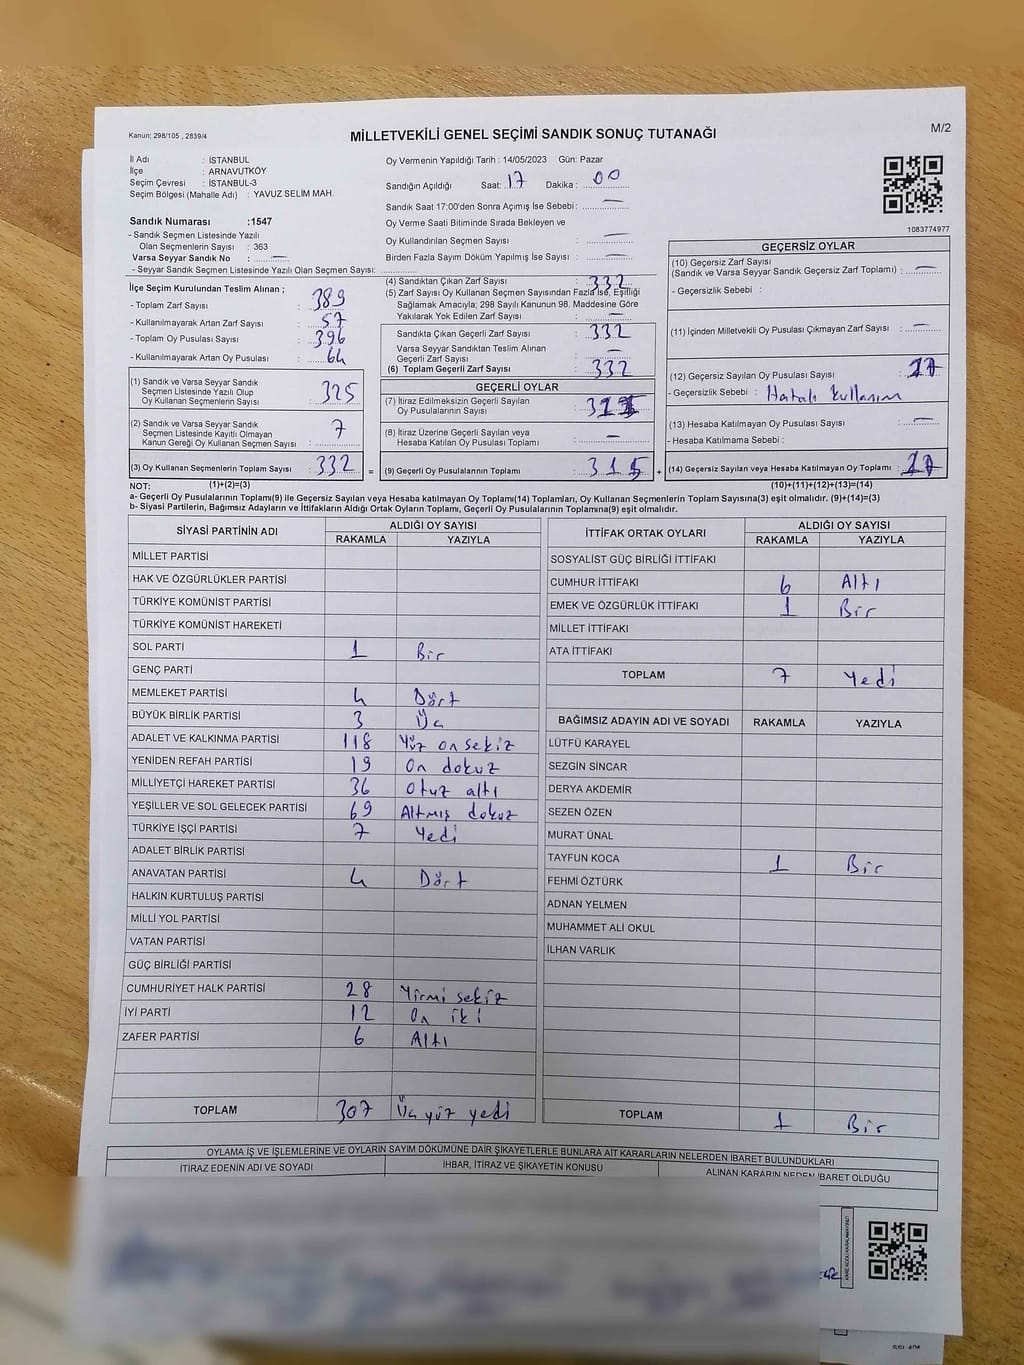 Kanun; 298/105 , 2839/4
MİLLETVEKİLİ GENEL SEÇİMİ SANDIK SONUÇ TUTANAĞI
M/2
İl Adı : İSTANBUL
İlçe : ARNAVUTKÖY
Seçim Çevresi : İSTANBUL-3
Seçim Bölgesi (Mahalle Adı) : YAVUZ SELİM MAH.
Sandık Numarası :1547
- Sandık Seçmen Listesinde Yazılı
Olan Seçmenlerin Sayısı : 363
Varsa Seyyar Sandık No : —
- Seyyar Sandık Seçmen Listesinde Yazılı Olan Seçmen Sayısı:
Oy Vermenin Yapıldığı Tarih : 14/05/2023 Gün: Pazar
Sandığın Açıldığı Saat: 17 Dakika : 00
Sandık Saat 17:00'den Sonra Açılmış İse Sebebi : —
Oy Verme Saati Bitiminde Sırada Bekleyen ve
Oy Kullandırılan Seçmen Sayısı : —
Birden Fazla Sayım Döküm Yapılmış İse Sayısı : —
1083774977
İlçe Seçim Kurulundan Teslim Alınan ;
- Toplam Zarf Sayısı : 389
- Kullanılmayarak Artan Zarf Sayısı : 57
- Toplam Oy Pusulası Sayısı : 396
- Kullanılmayarak Artan Oy Pusulası : 64
(1) Sandık ve Varsa Seyyar Sandık
Seçmen Listesinde Yazılı Olup
Oy Kullanan Seçmenlerin Sayısı : 325
(2) Sandık ve Varsa Seyyar Sandık
Seçmen Listesinde Kayıtlı Olmayan
Kanun Gereği Oy Kullanan Seçmen Sayısı : 7
(3) Oy Kullanan Seçmenlerin Toplam Sayısı : 332 =
(1)+(2)=(3)
(4) Sandıktan Çıkan Zarf Sayısı : 332
(5) Zarf Sayısı Oy Kullanan Seçmen Sayısından Fazla İse, Eşitliği
Sağlamak Amacıyla; 298 Sayılı Kanunun 98. Maddesine Göre
Yakılarak Yok Edilen Zarf Sayısı : —
Sandıkta Çıkan Geçerli Zarf Sayısı : 332
Varsa Seyyar Sandıktan Teslim Alınan
Geçerli Zarf Sayısı : —
(6) Toplam Geçerli Zarf Sayısı : 332
GEÇERLİ OYLAR
(7) İtiraz Edilmeksizin Geçerli Sayılan
Oy Pusulalarının Sayısı :
(8) İtiraz Üzerine Geçerli Sayılan veya
Hesaba Katılan Oy Pusulası Toplamı : —
(9) Geçerli Oy Pusulalarının Toplamı : 315 +
GEÇERSİZ OYLAR
(10) Geçersiz Zarf Sayısı
(Sandık ve Varsa Seyyar Sandık Geçersiz Zarf Toplamı) : —
- Geçersizlik Sebebi :
(11) İçinden Milletvekili Oy Pusulası Çıkmayan Zarf Sayısı : —
(12) Geçersiz Sayılan Oy Pusulası Sayısı : 17
- Geçersizlik Sebebi : Hatalı kullanım
(13) Hesaba Katılmayan Oy Pusulası Sayısı : —
- Hesaba Katılmama Sebebi :
(14) Geçersiz Sayılan veya Hesaba Katılmayan Oy Toplamı : 17
(10)+(11)+(12)+(13)=(14)
NOT:
a- Geçerli Oy Pusulalarının Toplamı(9) ile Geçersiz Sayılan veya Hesaba katılmayan Oy Toplamı(14) Toplamları, Oy Kullanan Seçmenlerin Toplam Sayısına(3) eşit olmalıdır. (9)+(14)=(3)
b- Siyasi Partilerin, Bağımsız Adayların ve İttifakların Aldığı Ortak Oyların Toplamı, Geçerli Oy Pusulalarının Toplamına(9) eşit olmalıdır.
SİYASİ PARTİNİN ADI ALDIĞI OY SAYISI
RAKAMLA YAZIYLA
MİLLET PARTİSİ
HAK VE ÖZGÜRLÜKLER PARTİSİ
TÜRKİYE KOMÜNİST PARTİSİ
TÜRKİYE KOMÜNİST HAREKETİ
SOL PARTİ 1 Bir
GENÇ PARTİ
MEMLEKET PARTİSİ 4 Dört
BÜYÜK BİRLİK PARTİSİ 3 Üç
ADALET VE KALKINMA PARTİSİ 118 Yüz on sekiz
YENİDEN REFAH PARTİSİ 19 On dokuz
MİLLİYETÇİ HAREKET PARTİSİ 36 Otuz altı
YEŞİLLER VE SOL GELECEK PARTİSİ 69 Altmış dokuz
TÜRKİYE İŞÇİ PARTİSİ 7 Yedi
ADALET BİRLİK PARTİSİ
ANAVATAN PARTİSİ 4 Dört
HALKIN KURTULUŞ PARTİSİ
MİLLİ YOL PARTİSİ
VATAN PARTİSİ
GÜÇ BİRLİĞİ PARTİSİ
CUMHURİYET HALK PARTİSİ 28 Yirmi sekiz
İYİ PARTİ 12 On iki
ZAFER PARTİSİ 6 Altı
TOPLAM 307 Üç yüz yedi
İTTİFAK ORTAK OYLARI ALDIĞI OY SAYISI
RAKAMLA YAZIYLA
SOSYALİST GÜÇ BİRLİĞİ İTTİFAKI
CUMHUR İTTİFAKI 6 Altı
EMEK VE ÖZGÜRLÜK İTTİFAKI 1 Bir
MİLLET İTTİFAKI
ATA İTTİFAKI
TOPLAM 7 Yedi
BAĞIMSIZ ADAYIN ADI VE SOYADI RAKAMLA YAZIYLA
LÜTFÜ KARAYEL
SEZGİN SİNCAR
DERYA AKDEMİR
SEZEN ÖZEN
MURAT ÜNAL
TAYFUN KOCA 1 Bir
FEHMİ ÖZTÜRK
ADNAN YELMEN
MUHAMMET ALİ OKUL
İLHAN VARLIK
TOPLAM 1 Bir
OYLAMA İŞ VE İŞLEMLERİNE VE OYLARIN SAYIM DÖKÜMÜNE DAİR ŞİKAYETLERLE BUNLARA AİT KARARLARIN NELERDEN İBARET BULUNDUKLARI
İTİRAZ EDENİN ADI VE SOYADI İHBAR, İTİRAZ VE ŞİKAYETİN KONUSU ALINAN KARARIN NEDEN İBARET OLDUĞU